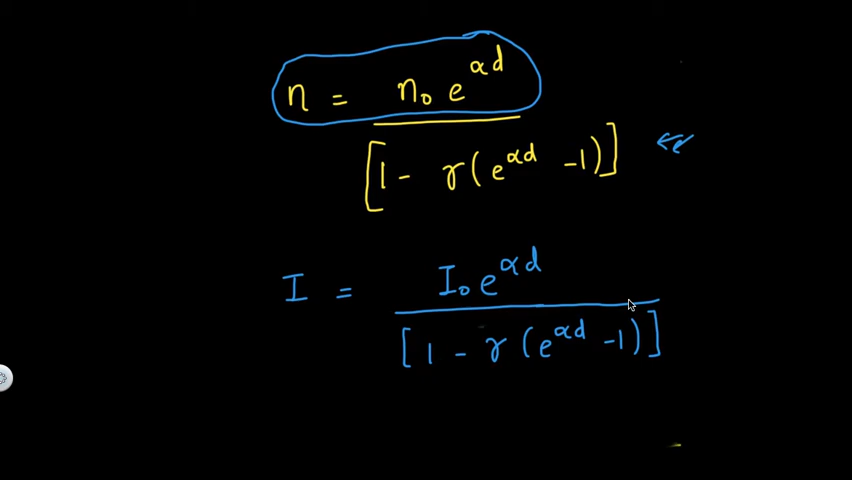 n = n₀ e^αd
[1 - γ(e^αd -1)]
I = I₀ e^αd
[1 - γ(e^αd -1)]